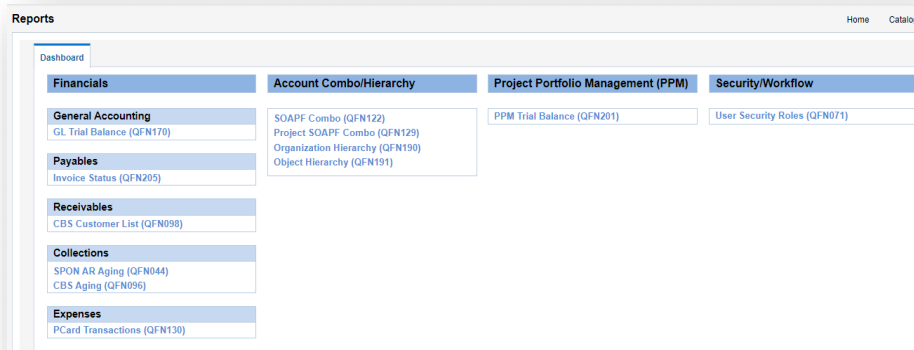 Reports
Home Catalog
Dashboard
Financials
General Accounting
GL Trial Balance (QFN170)
Payables
Invoice Status (QFN205)
Receivables
CBS Customer List (QFN098)
Collections
SPON AR Aging (QFN044)
CBS Aging (QFN096)
Expenses
PCard Transactions (QFN130)
Account Combo/Hierarchy
SOAPF Combo (QFN122)
Project SOAPF Combo (QFN129)
Organization Hierarchy (QFN190)
Object Hierarchy (QFN191)
Project Portfolio Management (PPM)
PPM Trial Balance (QFN201)
Security/Workflow
User Security Roles (QFN071)